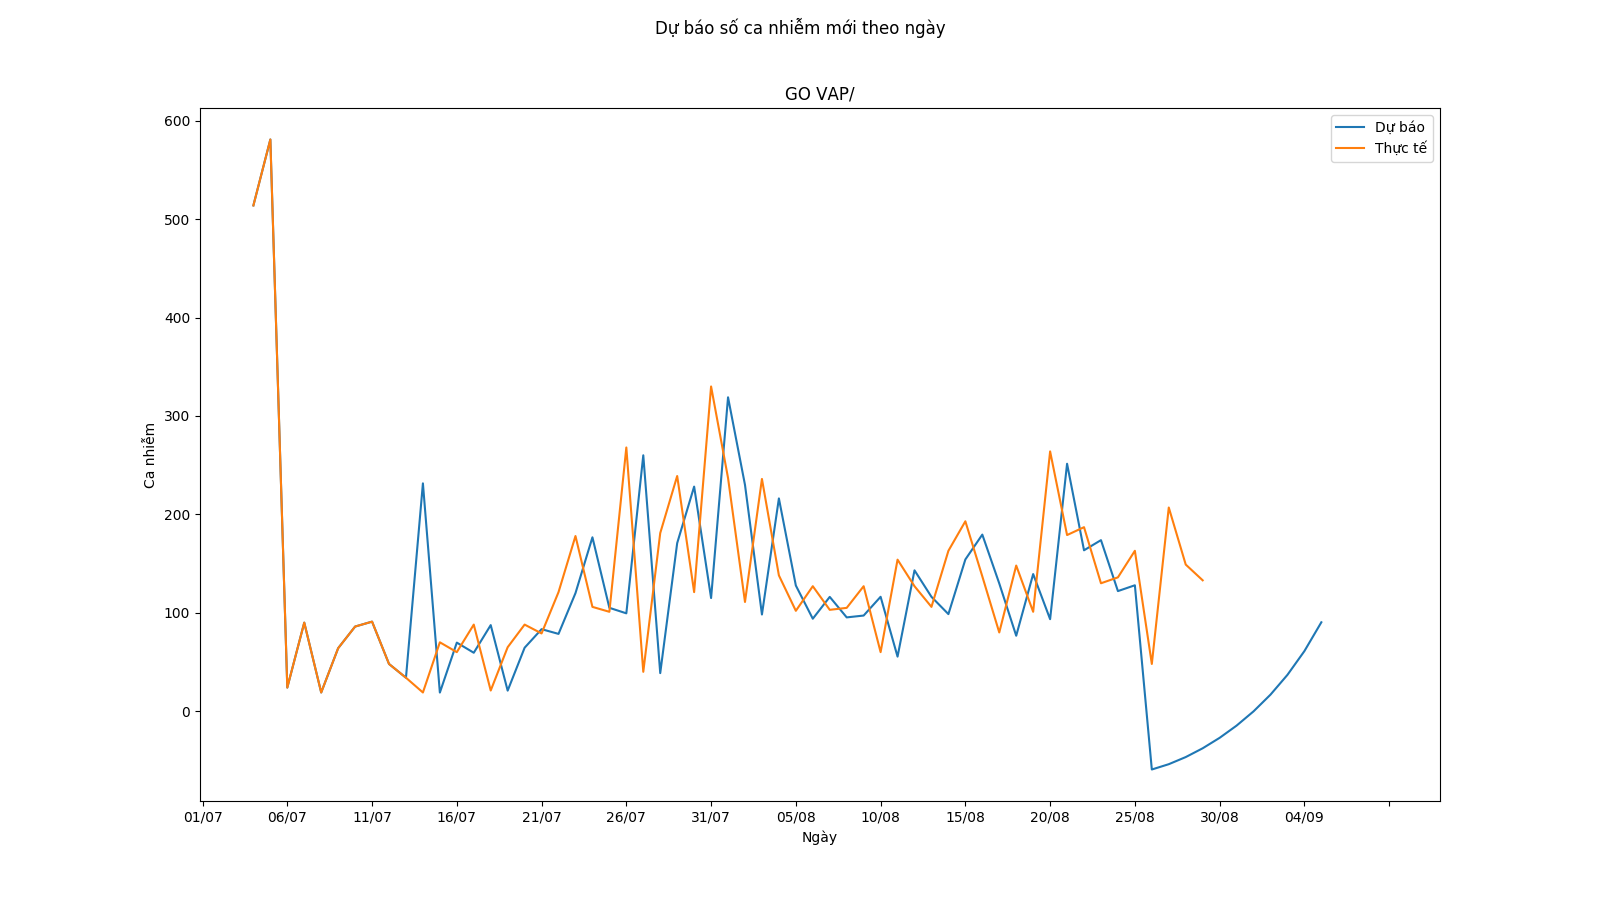 Dự báo số ca nhiễm mới theo ngày
GO VAP/
Dự báo
Thực tế
600
500
400
300
200
100
0
Ca nhiễm
01/07 06/07 11/07 16/07 21/07 26/07 31/07 05/08 10/08 15/08 20/08 25/08 30/08 04/09
Ngày